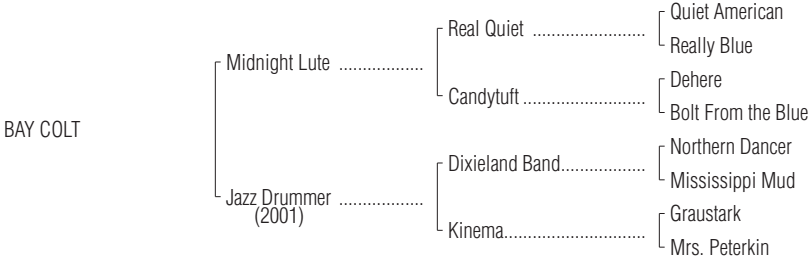 Quiet American
Real Quiet ........................
Really Blue
Midnight Lute ..................
Dehere
Candytuft ..........................
Bolt From the Blue
BAY COLT
Northern Dancer
Dixieland Band..................
Mississippi Mud
Jazz Drummer ..................
(2001)
Graustark
Kinema..............................
Mrs. Peterkin